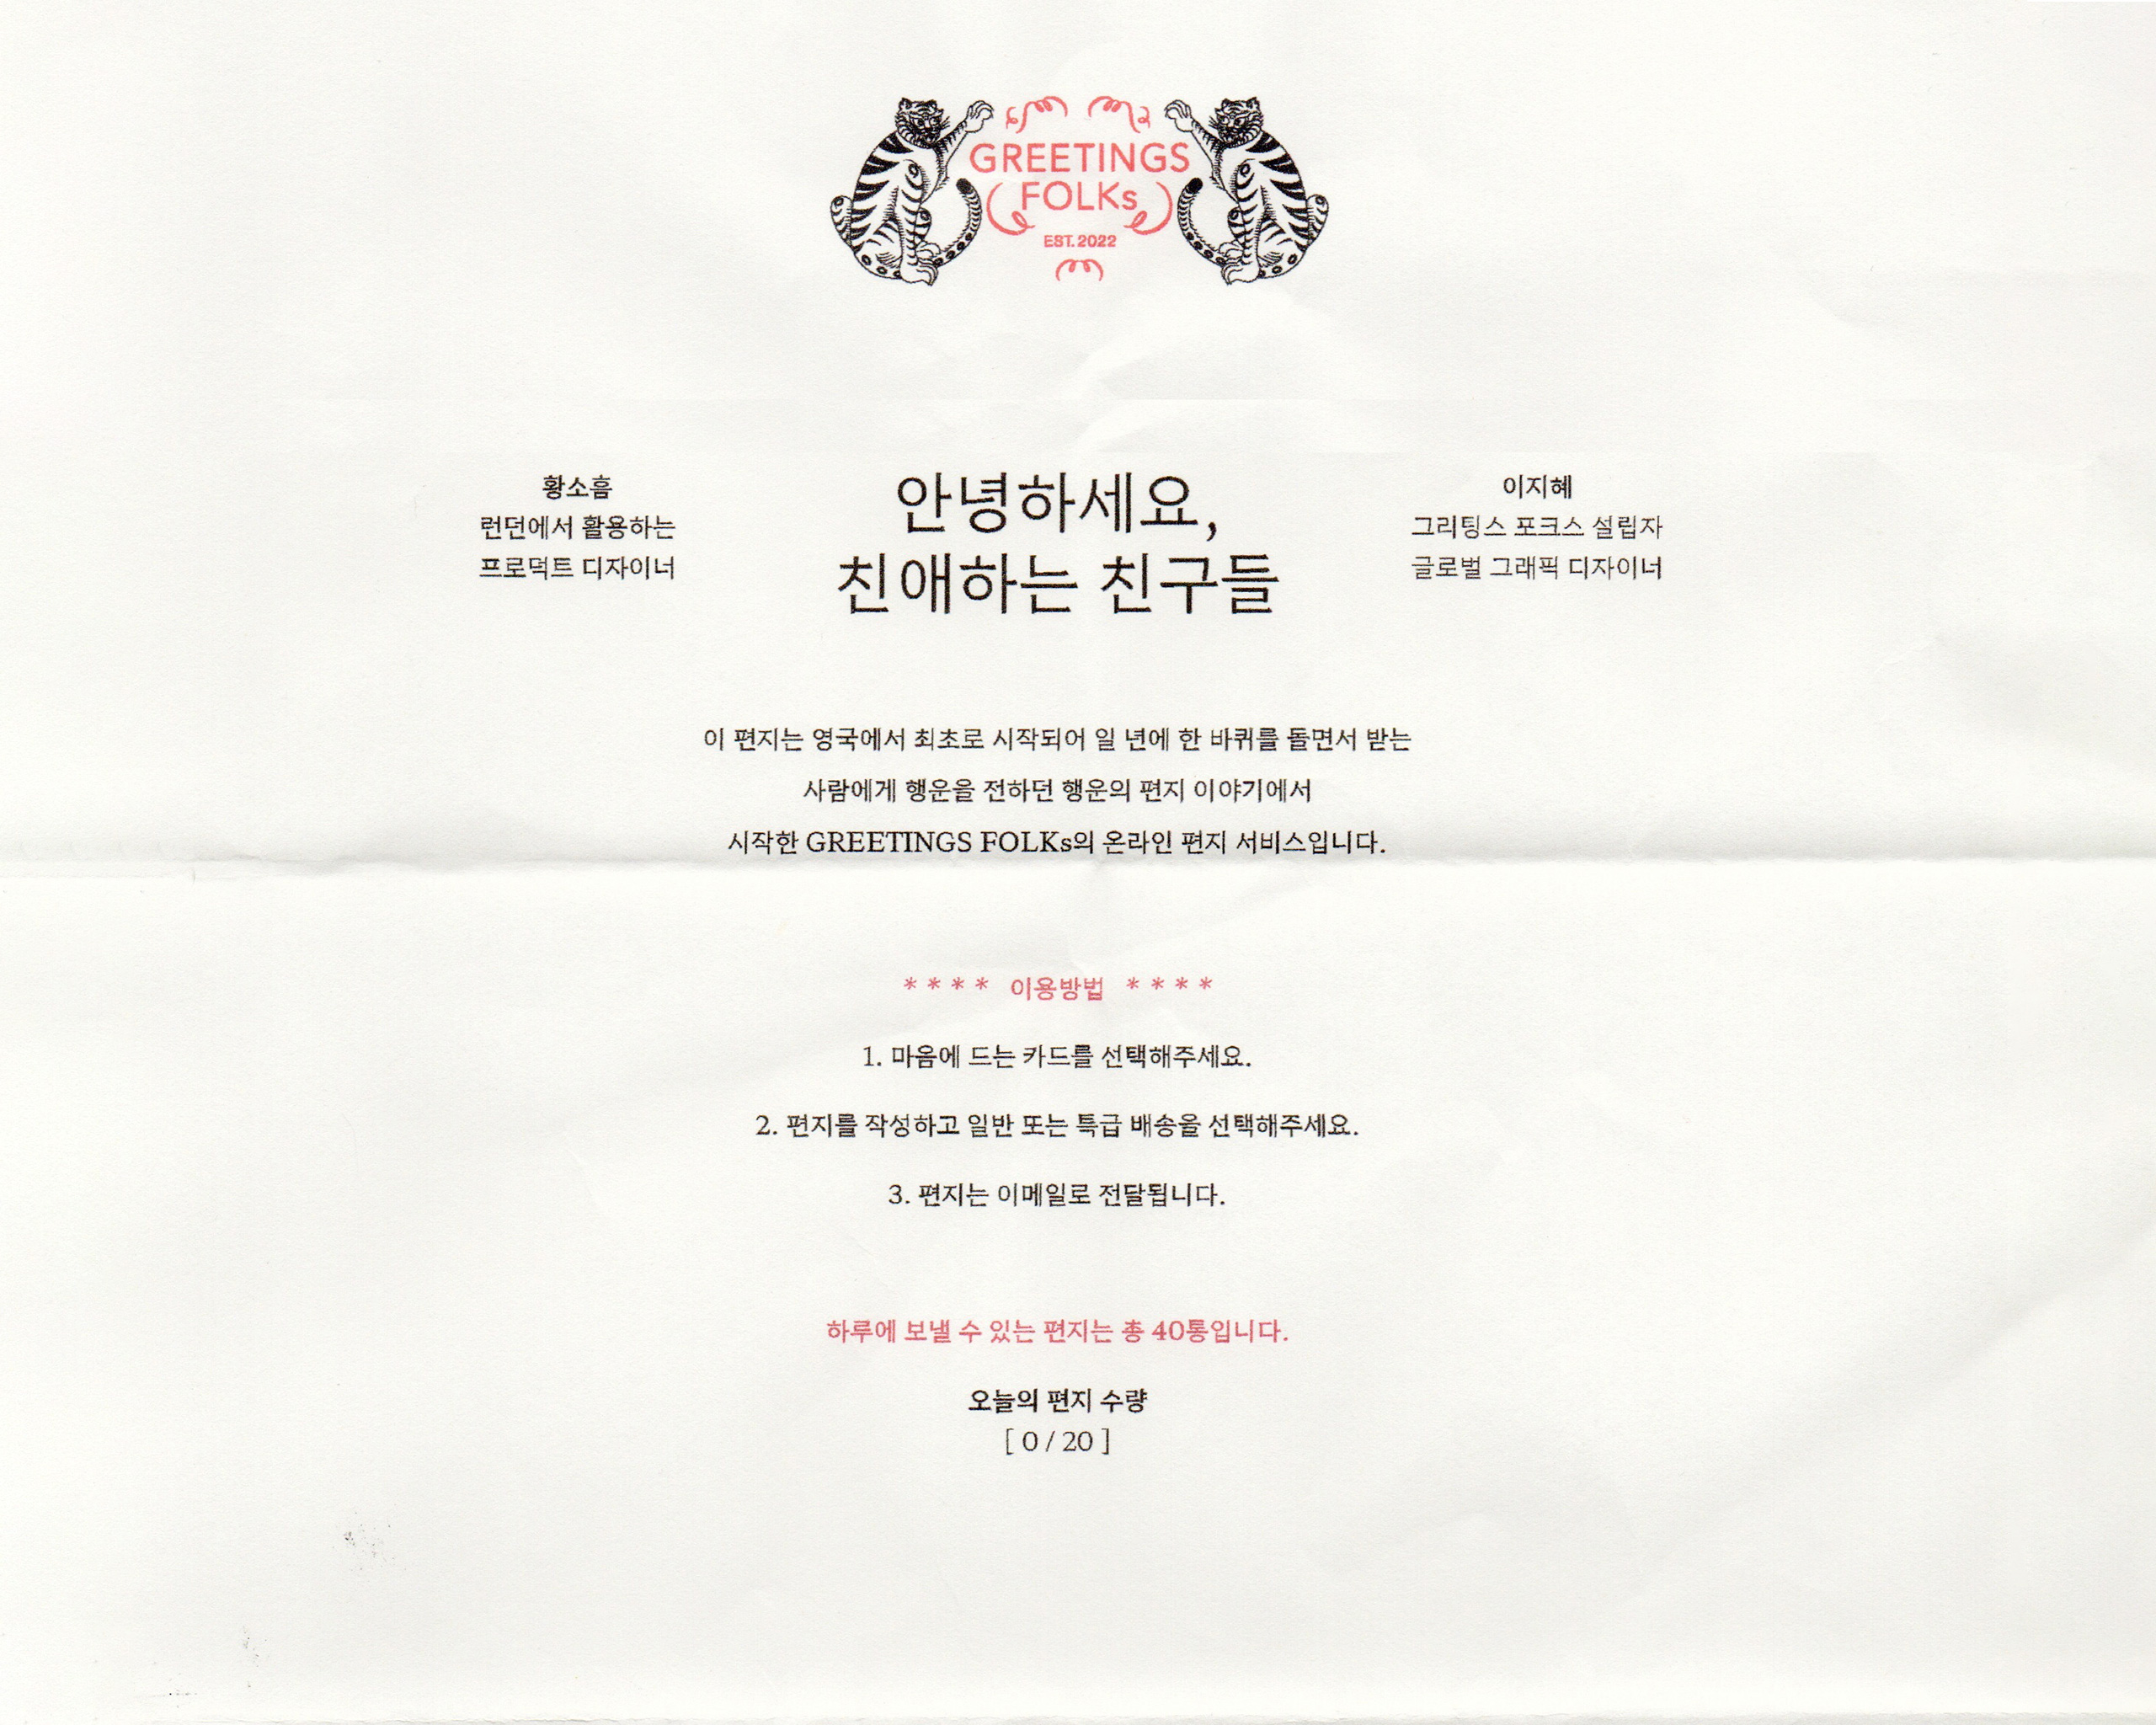 GREETINGS
FOLKs
EST. 2022
황소흠
런던에서 활용하는
프로덕트 디자이너
안녕하세요,
친애하는 친구들
이지혜
그리팅스 포크스 설립자
글로벌 그래픽 디자이너
이 편지는 영국에서 최초로 시작되어 일 년에 한 바퀴를 돌면서 받는
사람에게 행운을 전하던 행운의 편지 이야기에서
시작한 GREETINGS FOLKs의 온라인 편지 서비스입니다.
**** 이용방법 ****
1. 마음에 드는 카드를 선택해주세요.
2. 편지를 작성하고 일반 또는 특급 배송을 선택해주세요.
3. 편지는 이메일로 전달됩니다.
하루에 보낼 수 있는 편지는 총 40통입니다.
오늘의 편지 수량
[ 0 / 20 ]